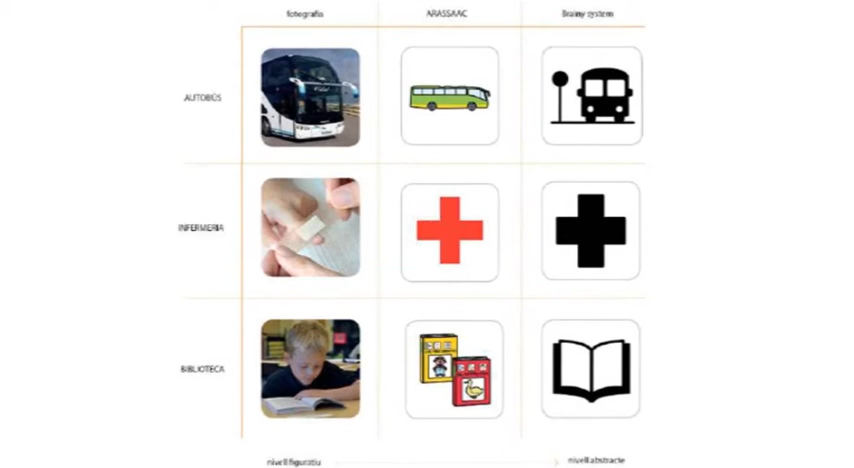 fotografia
ARASSAAC
Brainy system
AUTOBÚS
INFERMERIA
BIBLIOTECA
nivell figuratiu
nivell abstracte